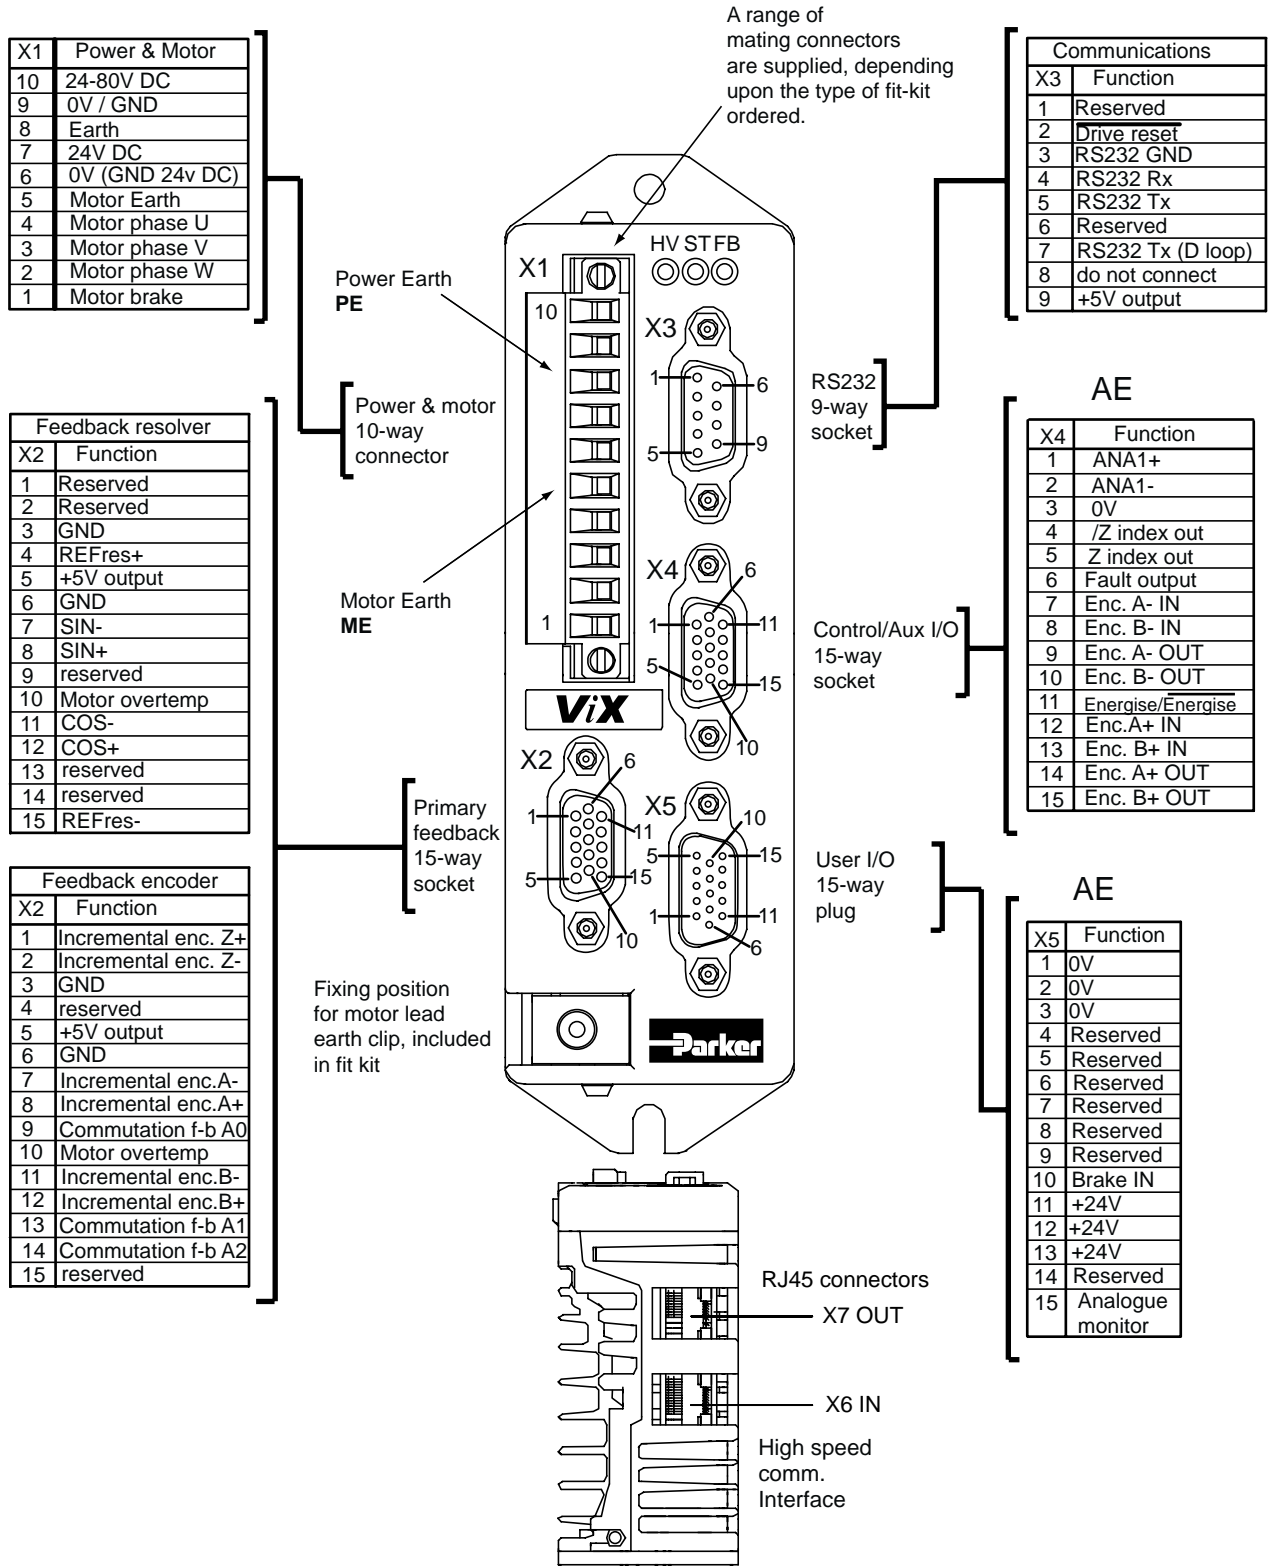 A range of
mating connectors
are supplied, depending
upon the type of fit-kit
ordered.
X1 Power & Motor
10 24-80V DC
9 0V / GND
8 Earth
7 24V DC
6 0V (GND 24v DC)
5 Motor Earth
4 Motor phase U
3 Motor phase V
2 Motor phase W
1 Motor brake
Feedback resolver
X2 Function
1 Reserved
2 Reserved
3 GND
4 REFres+
5 +5V output
6 GND
7 SIN-
8 SIN+
9 reserved
10 Motor overtemp
11 COS-
12 COS+
13 reserved
14 reserved
15 REFres-
Feedback encoder
X2 Function
1 Incremental enc. Z+
2 Incremental enc. Z-
3 GND
4 reserved
5 +5V output
6 GND
7 Incremental enc.A-
8 Incremental enc.A+
9 Commutation f-b A0
10 Motor overtemp
11 Incremental enc.B-
12 Incremental enc.B+
13 Commutation f-b A1
14 Commutation f-b A2
15 reserved
Power Earth
PE
Power & motor
10-way
connector
Motor Earth
ME
Primary
feedback
15-way
socket
Fixing position
for motor lead
earth clip, included
in fit kit
HV ST FB
X1
10
1
X3
1
6
5
9
X4
6
1
11
5
15
10
ViX
X2
6
1
11
5
15
10
X5
10
5
15
1
11
6
Parker
RS232
9-way
socket
Control/Aux I/O
15-way
socket
User I/O
15-way
plug
RJ45 connectors
X7 OUT
X6 IN
High speed
comm.
Interface
Communications
X3 Function
1 Reserved
2 Drive reset
3 RS232 GND
4 RS232 Rx
5 RS232 Tx
6 Reserved
7 RS232 Tx (D loop)
8 do not connect
9 +5V output
AE
X4 Function
1 ANA1+
2 ANA1-
3 0V
4 /Z index out
5 Z index out
6 Fault output
7 Enc. A- IN
8 Enc. B- IN
9 Enc. A- OUT
10 Enc. B- OUT
11 Energise/Energise
12 Enc.A+ IN
13 Enc. B+ IN
14 Enc. A+ OUT
15 Enc. B+ OUT
AE
X5 Function
1 0V
2 0V
3 0V
4 Reserved
5 Reserved
6 Reserved
7 Reserved
8 Reserved
9 Reserved
10 Brake IN
11 +24V
12 +24V
13 +24V
14 Reserved
15 Analogue
monitor